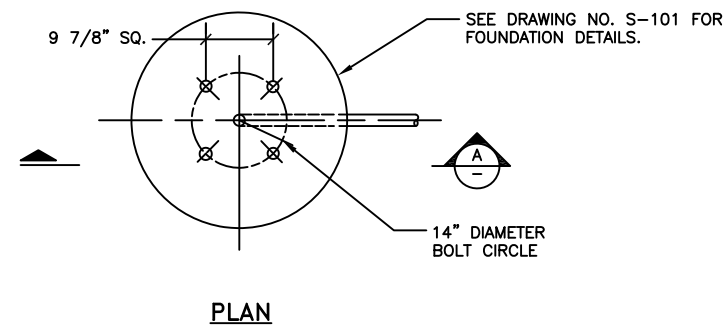 9 7/8" SQ.
SEE DRAWING NO. S-101 FOR
FOUNDATION DETAILS.
A
-
14" DIAMETER
BOLT CIRCLE
PLAN